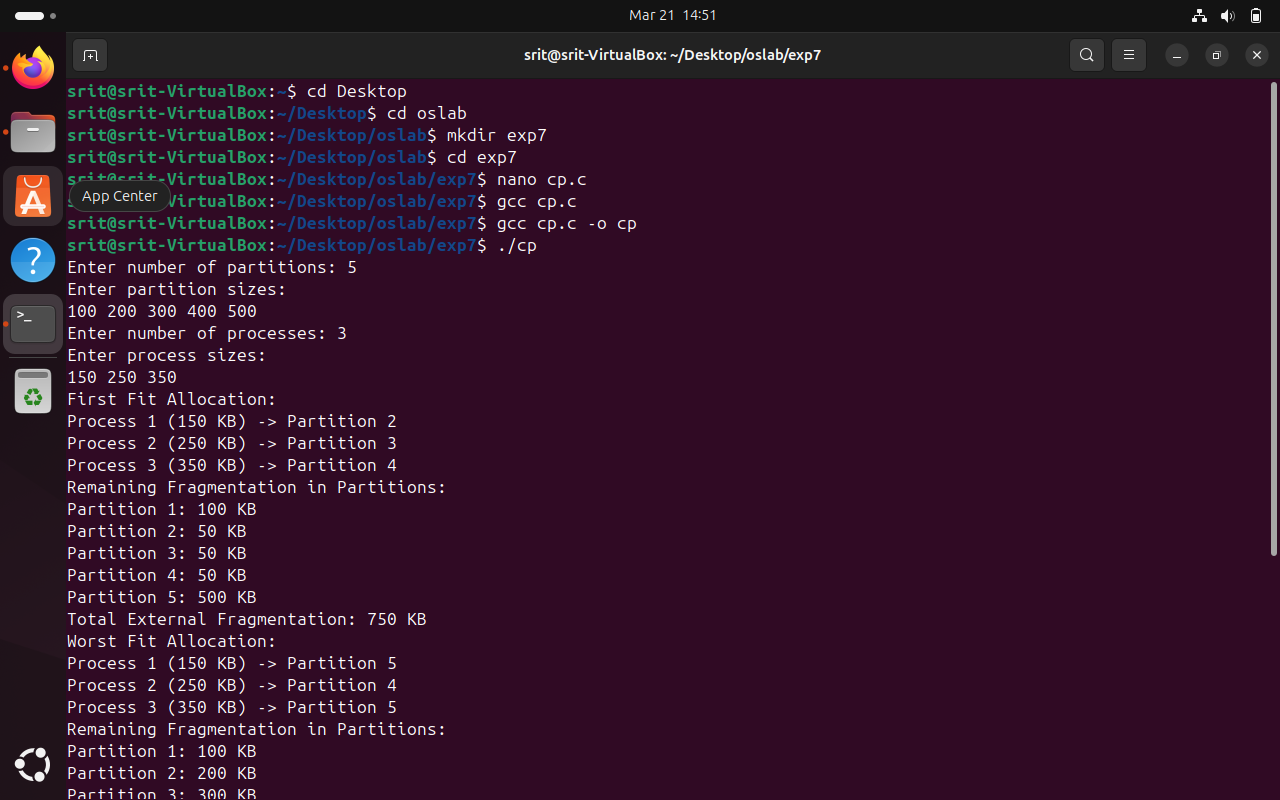 Mar 21 14:51
srit@srit-VirtualBox: ~/Desktop/oslab/exp7
srit@srit-VirtualBox:~$ cd Desktop
srit@srit-VirtualBox:~/Desktop$ cd oslab
srit@srit-VirtualBox:~/Desktop/oslab$ mkdir exp7
srit@srit-VirtualBox:~/Desktop/oslab$ cd exp7
srit@srit-VirtualBox:~/Desktop/oslab/exp7$ nano cp.c
App Center
srit@srit-VirtualBox:~/Desktop/oslab/exp7$ gcc cp.c
srit@srit-VirtualBox:~/Desktop/oslab/exp7$ gcc cp.c -o cp
srit@srit-VirtualBox:~/Desktop/oslab/exp7$ ./cp
Enter number of partitions: 5
Enter partition sizes:
100 200 300 400 500
Enter number of processes: 3
Enter process sizes:
150 250 350
First Fit Allocation:
Process 1 (150 KB) -> Partition 2
Process 2 (250 KB) -> Partition 3
Process 3 (350 KB) -> Partition 4
Remaining Fragmentation in Partitions:
Partition 1: 100 KB
Partition 2: 50 KB
Partition 3: 50 KB
Partition 4: 50 KB
Partition 5: 500 KB
Total External Fragmentation: 750 KB
Worst Fit Allocation:
Process 1 (150 KB) -> Partition 5
Process 2 (250 KB) -> Partition 4
Process 3 (350 KB) -> Partition 5
Remaining Fragmentation in Partitions:
Partition 1: 100 KB
Partition 2: 200 KB
Partition 3: 300 KB